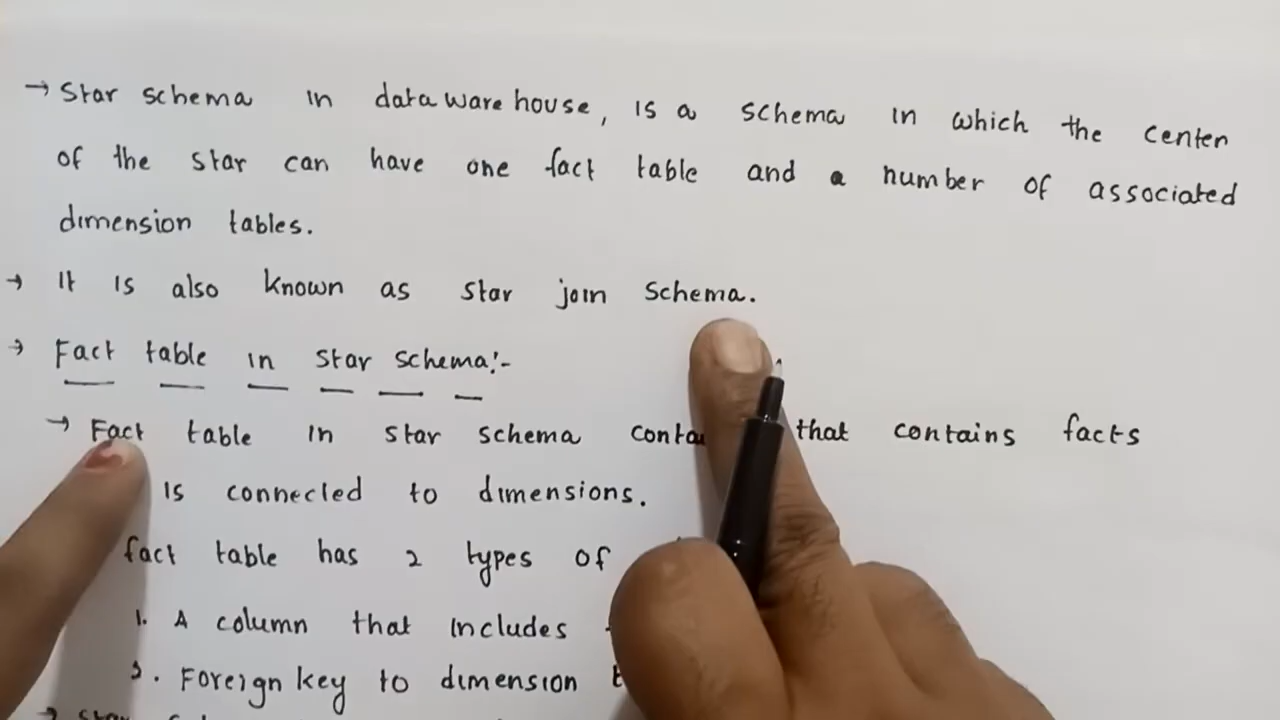 → Star schema in data ware house, is a schema in which the center
of the star can have one fact table and a number of associated
dimension tables.
→ It is also known as star join schema.
→ Fact table in star schema:-
→ Fact table in star schema that contains facts
is connected to dimensions.
fact table has 2 types of
1. A column that includes
2. Foreign key to dimension